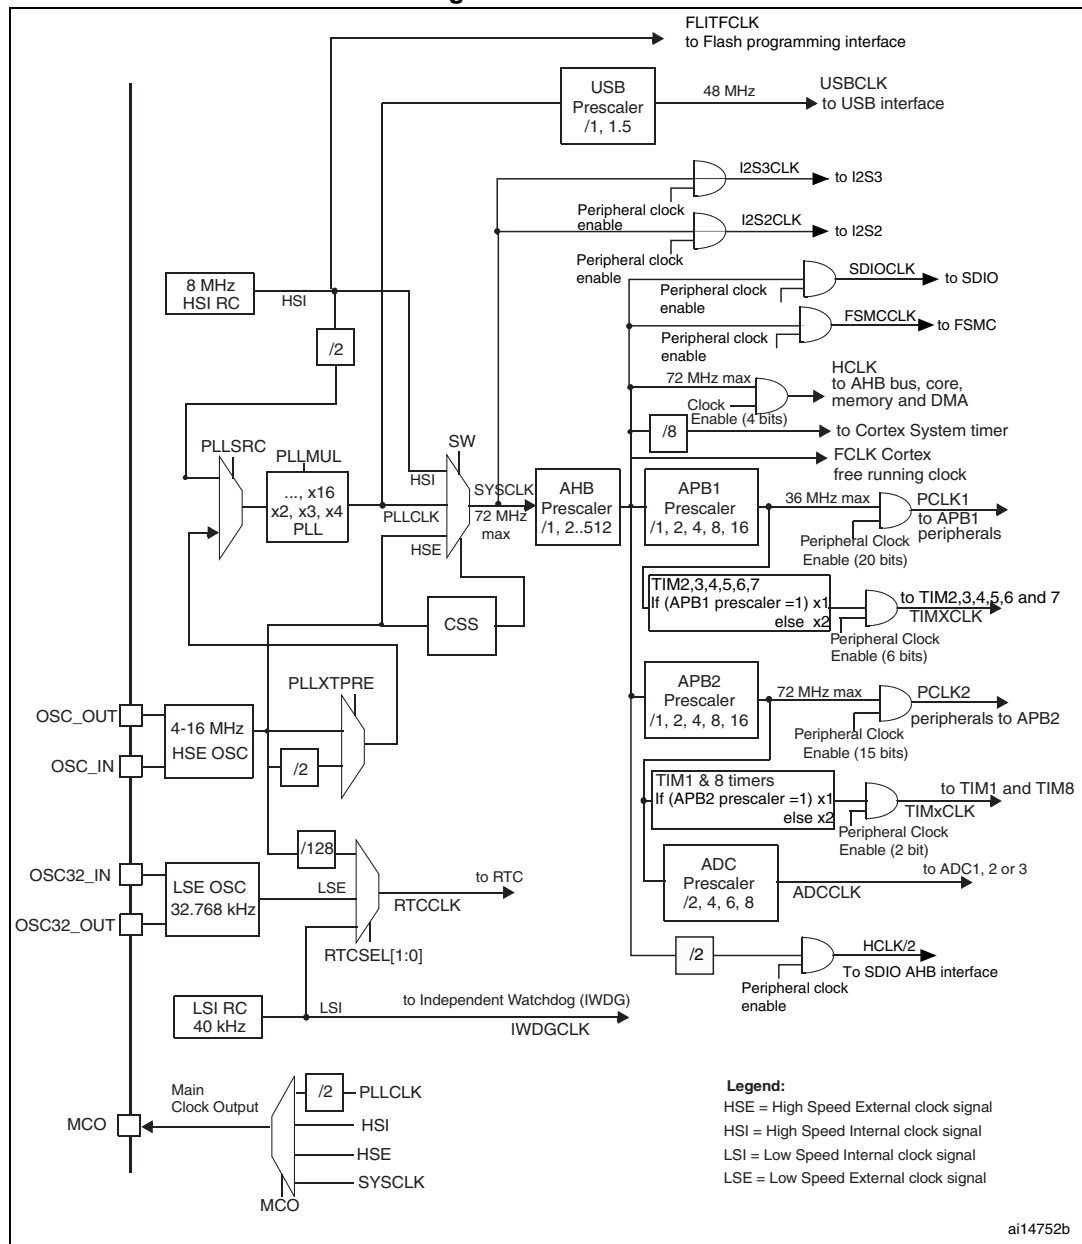 FLITFCLK
to Flash programming interface
USB
Prescaler
/1, 1.5
48 MHz
USBCLK
to USB interface
I2S3CLK
to I2S3
Peripheral clock
enable
I2S2CLK
to I2S2
Peripheral clock
enable
8 MHz
HSI RC
HSI
SDIOCLK
to SDIO
Peripheral clock
enable
FSMCCLK
to FSMC
Peripheral clock
enable
/2
72 MHz max
HCLK
to AHB bus, core,
memory and DMA
Clock
Enable (4 bits)
/8
to Cortex System timer
FCLK Cortex
free running clock
PLLSRC
PLLMUL
..., x16
x2, x3, x4
PLL
SW
HSI
PLLCLK
HSE
SYSCLK
72 MHz
max
AHB
Prescaler
/1, 2..512
APB1
Prescaler
/1, 2, 4, 8, 16
36 MHz max
PCLK1
to APB1
peripherals
Peripheral Clock
Enable (20 bits)
TIM2,3,4,5,6,7
If (APB1 prescaler =1) x1
else x2
to TIM2,3,4,5,6 and 7
TIMXCLK
Peripheral Clock
Enable (6 bits)
CSS
PLLXTPRE
OSC_OUT
OSC_IN
4-16 MHz
HSE OSC
/2
APB2
Prescaler
/1, 2, 4, 8, 16
72 MHz max
PCLK2
peripherals to APB2
Peripheral Clock
Enable (15 bits)
TIM1 & 8 timers
If (APB2 prescaler =1) x1
else x2
to TIM1 and TIM8
TIMxCLK
Peripheral Clock
Enable (2 bit)
/128
OSC32_IN
OSC32_OUT
LSE OSC
32.768 kHz
LSE
to RTC
RTCCLK
RTCSEL[1:0]
ADC
Prescaler
/2, 4, 6, 8
to ADC1, 2 or 3
ADCCLK
/2
HCLK/2
To SDIO AHB interface
Peripheral clock
enable
LSI RC
40 kHz
LSI
to Independent Watchdog (IWDG)
IWDGCLK
MCO
Main
Clock Output
/2
PLLCLK
HSI
HSE
SYSCLK
MCO
Legend:
HSE = High Speed External clock signal
HSI = High Speed Internal clock signal
LSI = Low Speed Internal clock signal
LSE = Low Speed External clock signal
ai14752b